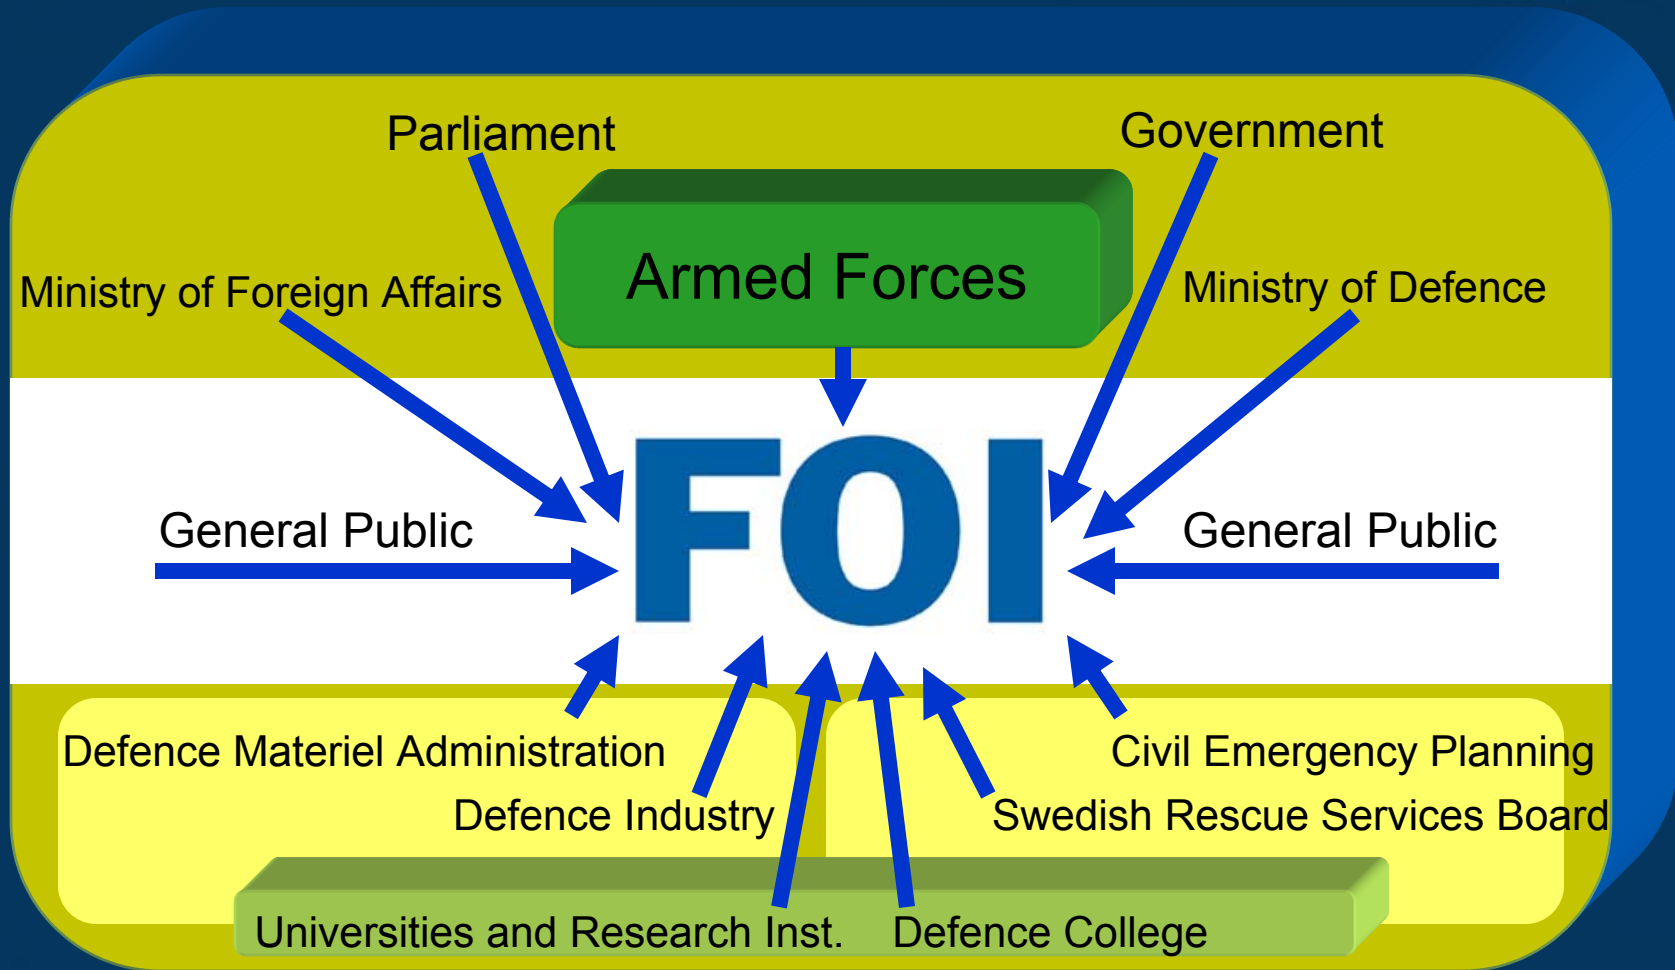 Parliament
Government
Armed Forces
Ministry of Foreign Affairs
Ministry of Defence
FOI
General Public
General Public
Defence Materiel Administration
Civil Emergency Planning
Defence Industry
Swedish Rescue Services Board
Universities and Research Inst.
Defence College